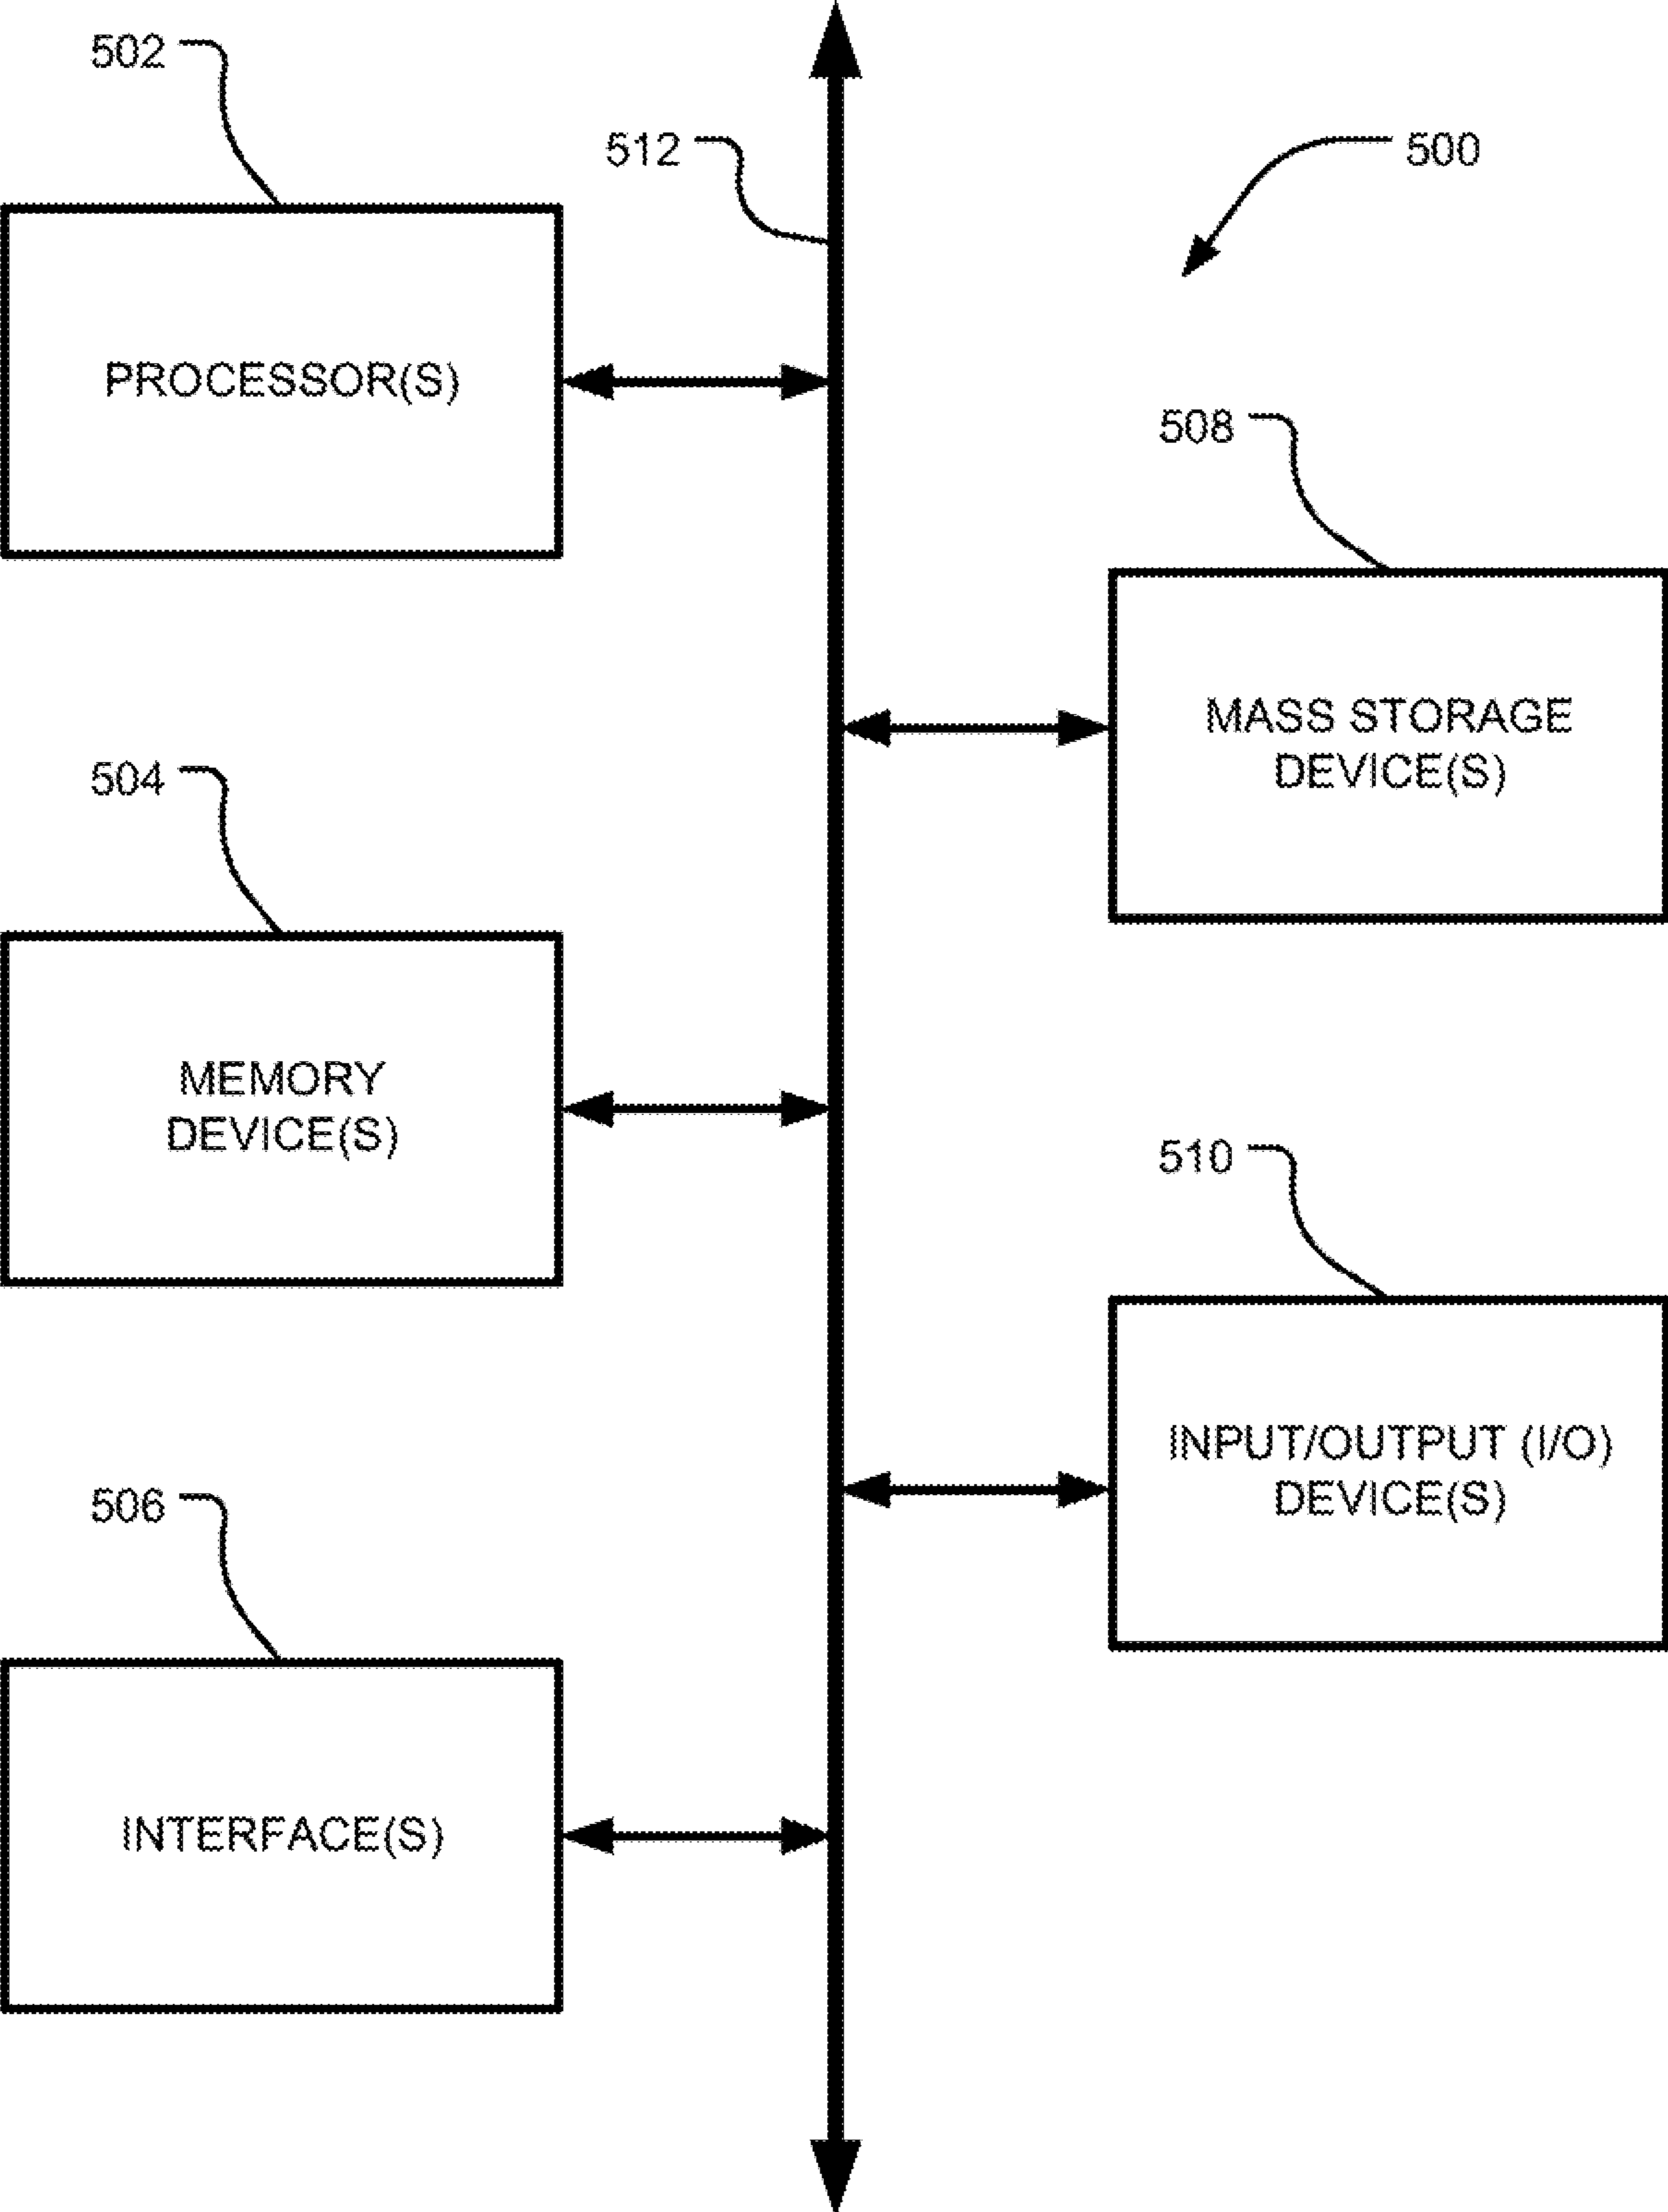 502
512
500
PROCESSOR(S)
508
MASS STORAGE
DEVICE(S)
504
MEMORY
DEVICE(S)
510
INPUT/OUTPUT (I/O)
DEVICE(S)
506
INTERFACE(S)